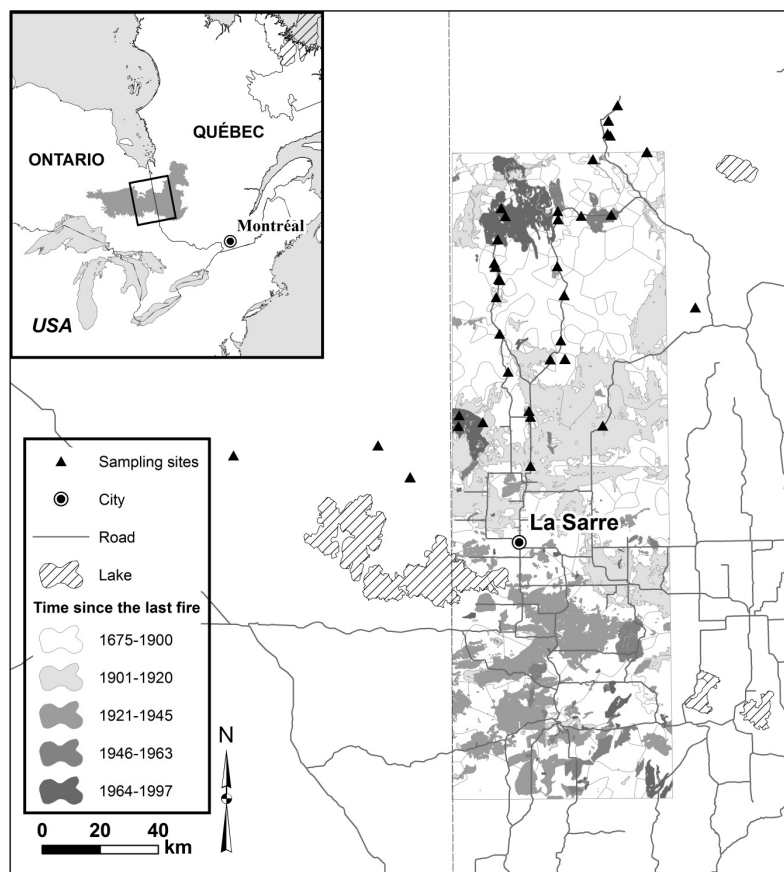 QUÉBEC
ONTARIO
Montréal
USA
Sampling sites
City
Road
Lake
Time since the last fire
1675-1900
1901-1920
1921-1945
1946-1963
1964-1997
La Sarre
N
0 20 40
km